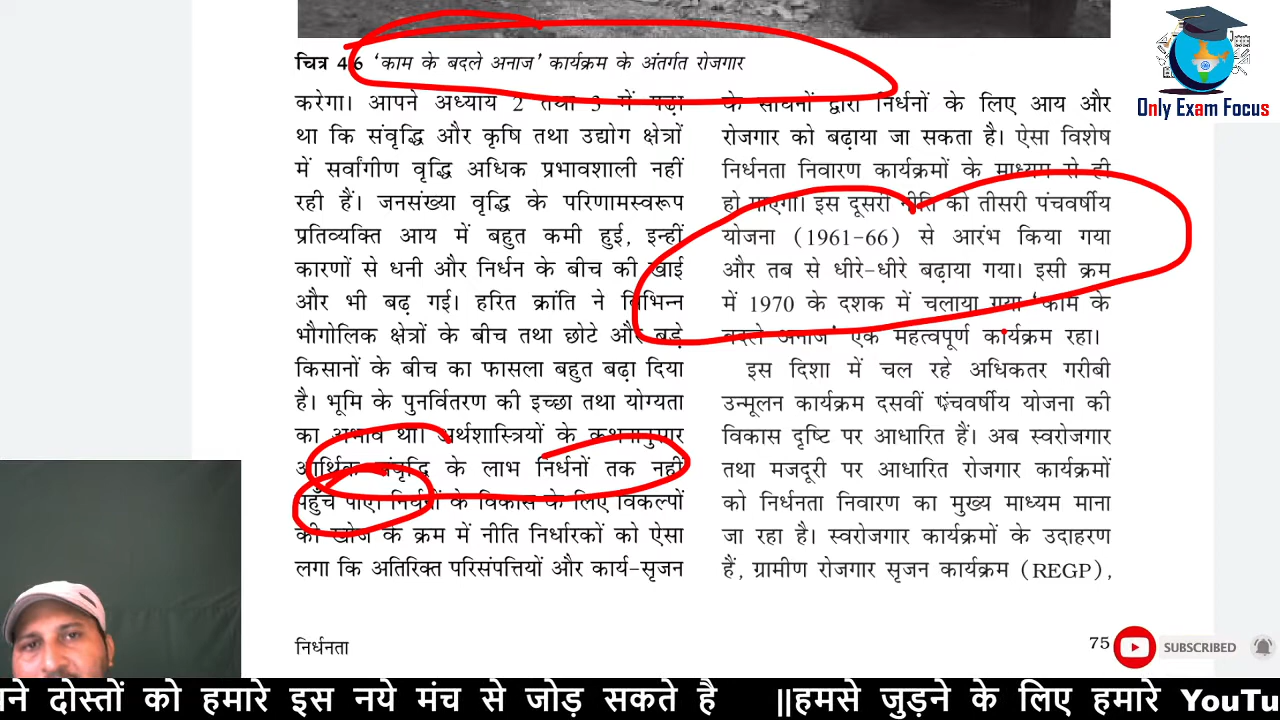 Only Exam Focus
चित्र 4.6 ‘काम के बदले अनाज’ कार्यक्रम के अंतर्गत रोजगार
करेगा। आपने अध्याय 2 तथा 3 में पढ़ा
था कि संवृद्धि और कृषि तथा उद्योग क्षेत्रों
में सर्वांगीण वृद्धि अधिक प्रभावशाली नहीं
रही हैं। जनसंख्या वृद्धि के परिणामस्वरूप
प्रतिव्यक्ति आय में बहुत कमी हुई, इन्हीं
कारणों से धनी और निर्धन के बीच की खाई
और भी बढ़ गई। हरित क्रांति ने विभिन्न
भौगोलिक क्षेत्रों के बीच तथा छोटे और बड़े
किसानों के बीच का फासला बहुत बढ़ा दिया
है। भूमि के पुनर्वितरण की इच्छा तथा योग्यता
का अभाव था। अर्थशास्त्रियों के कथनानुसार
आर्थिक संवृद्धि के लाभ निर्धनों तक नहीं
पहुँच पाए। निर्धनों के विकास के लिए विकल्पों
की खोज के क्रम में नीति निर्धारकों को ऐसा
लगा कि अतिरिक्त परिसंपत्तियों और कार्य-सृजन
के साधनों द्वारा निर्धनों के लिए आय और
रोजगार को बढ़ाया जा सकता है। ऐसा विशेष
निर्धनता निवारण कार्यक्रमों के माध्यम से ही
हो पाएगा। इस दूसरी नीति को तीसरी पंचवर्षीय
योजना (1961-66) से आरंभ किया गया
और तब से धीरे-धीरे बढ़ाया गया। इसी क्रम
में 1970 के दशक में चलाया गया ‘काम के
बदले अनाज’ एक महत्वपूर्ण कार्यक्रम रहा।
इस दिशा में चल रहे अधिकतर गरीबी
उन्मूलन कार्यक्रम दसवीं पंचवर्षीय योजना की
विकास दृष्टि पर आधारित हैं। अब स्वरोजगार
तथा मजदूरी पर आधारित रोजगार कार्यक्रमों
को निर्धनता निवारण का मुख्य माध्यम माना
जा रहा है। स्वरोजगार कार्यक्रमों के उदाहरण
हैं, ग्रामीण रोजगार सृजन कार्यक्रम (REGP),
निर्धनता
75
SUBSCRIBED
दोस्तों को हमारे इस नये मंच से जोड़ सकते है ||हमसे जुड़ने के लिए हमारे